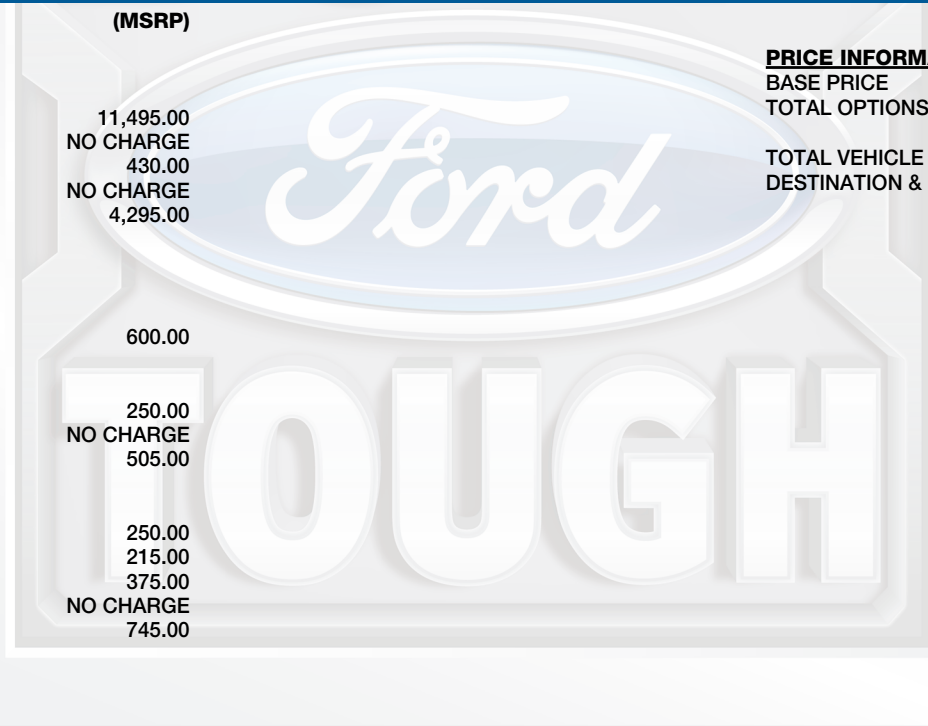 (MSRP)
11,495.00
NO CHARGE
430.00
NO CHARGE
4,295.00
600.00
250.00
NO CHARGE
505.00
250.00
215.00
375.00
NO CHARGE
745.00
PRICE INFORMA
BASE PRICE
TOTAL OPTIONS
TOTAL VEHICLE
DESTINATION &
Ford
TOUGH